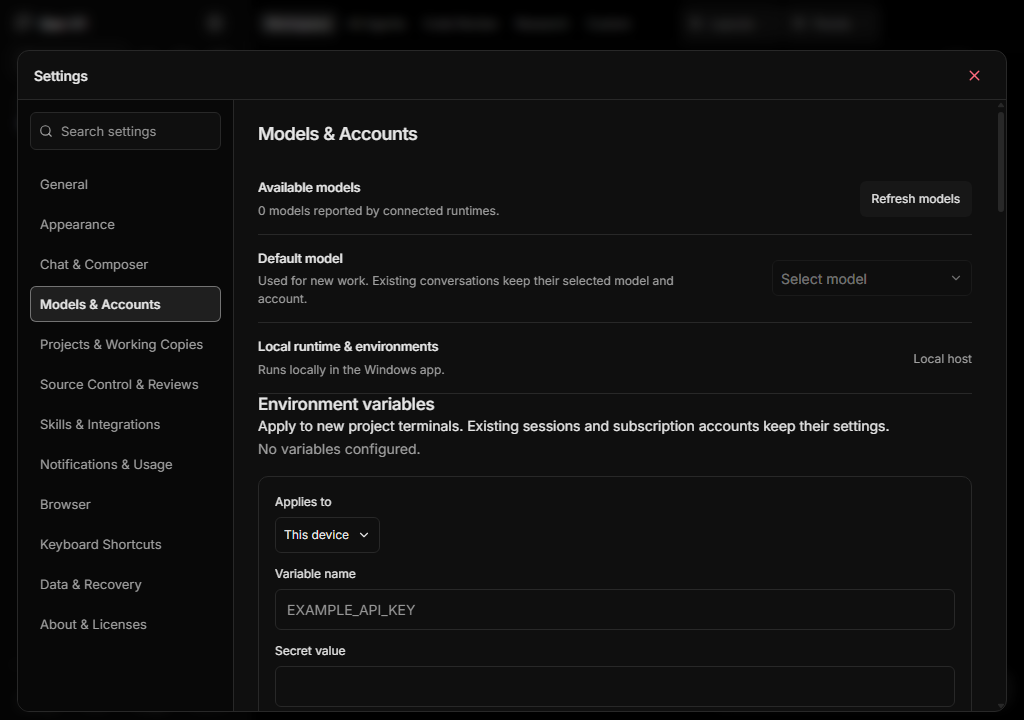 Settings
Search settings
General
Appearance
Chat & Composer
Models & Accounts
Projects & Working Copies
Source Control & Reviews
Skills & Integrations
Notifications & Usage
Browser
Keyboard Shortcuts
Data & Recovery
About & Licenses
Models & Accounts
Available models
0 models reported by connected runtimes.
Refresh models
Default model
Used for new work. Existing conversations keep their selected model and
account.
Select model
Local runtime & environments
Runs locally in the Windows app.
Local host
Environment variables
Apply to new project terminals. Existing sessions and subscription accounts keep their settings.
No variables configured.
Applies to
This device
Variable name
EXAMPLE_API_KEY
Secret value